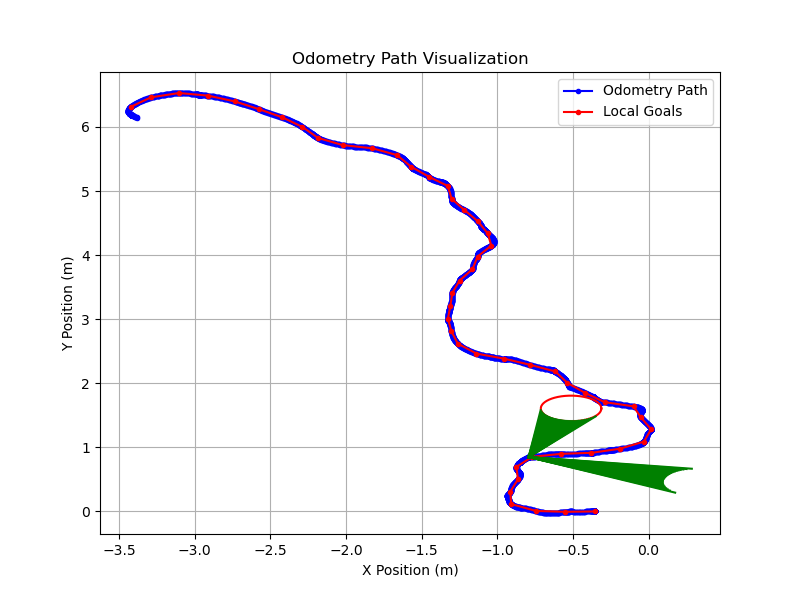 Odometry Path Visualization
Odometry Path
Local Goals
Y Position (m)
6
5
4
3
2
1
0
−3.5 −3.0 −2.5 −2.0 −1.5 −1.0 −0.5 0.0
X Position (m)